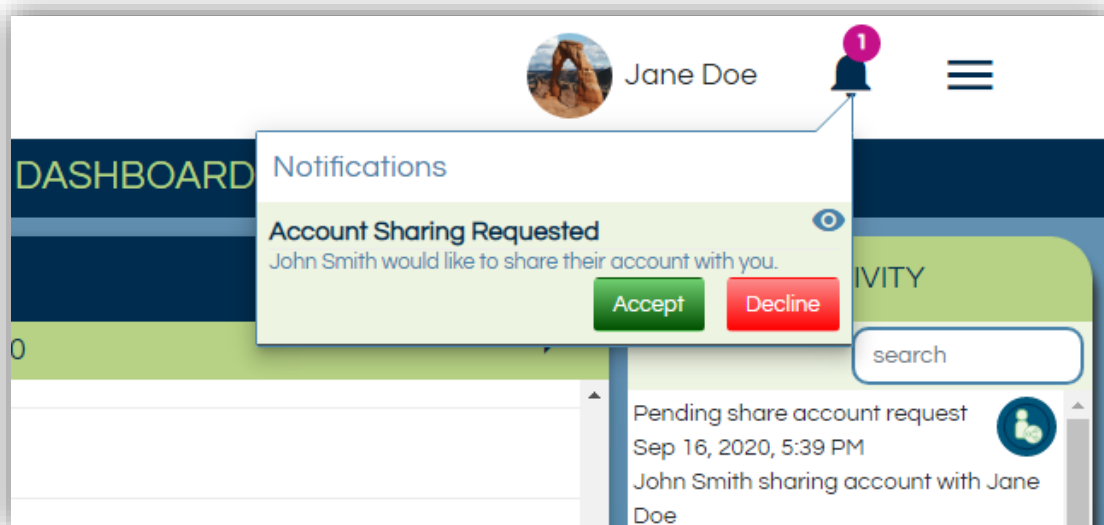 Jane Doe
1
DASHBOARD
Notifications
Account Sharing Requested
John Smith would like to share their account with you.
Accept
Decline
IVITY
0
search
Pending share account request
Sep 16, 2020, 5:39 PM
John Smith sharing account with Jane
Doe